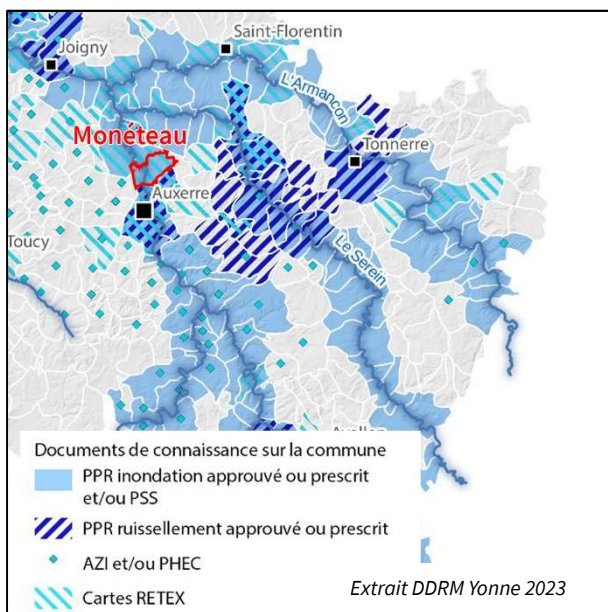 Saint-Florentin
Joigny
L'Armançon
Monéteau
Tonnerre
Auxerre
Toucy
Le Serein
Documents de connaissance sur la commune
PPR inondation approuvé ou prescrit
et/ou PSS
PPR ruissellement approuvé ou prescrit
AZI et/ou PHEC
Cartes RETEX
Extrait DDRM Yonne 2023